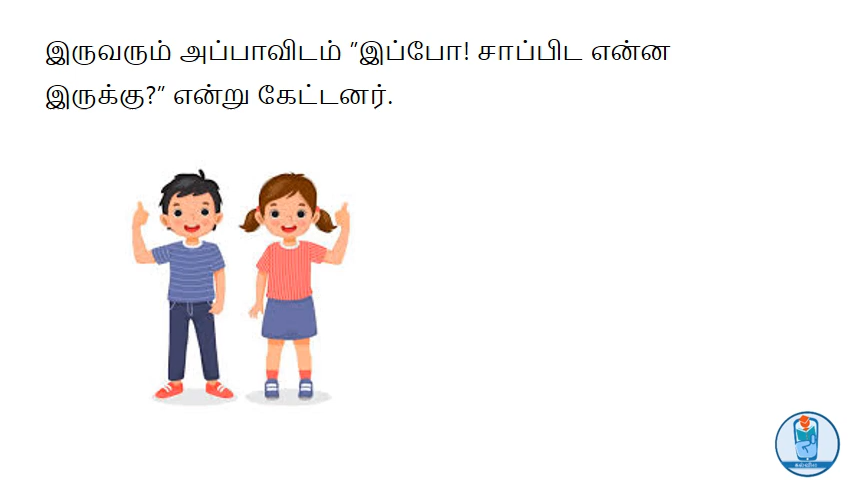 இருவரும் அப்பாவிடம் "இப்போ! சாப்பிட என்ன
இருக்கு?" என்று கேட்டனர்.